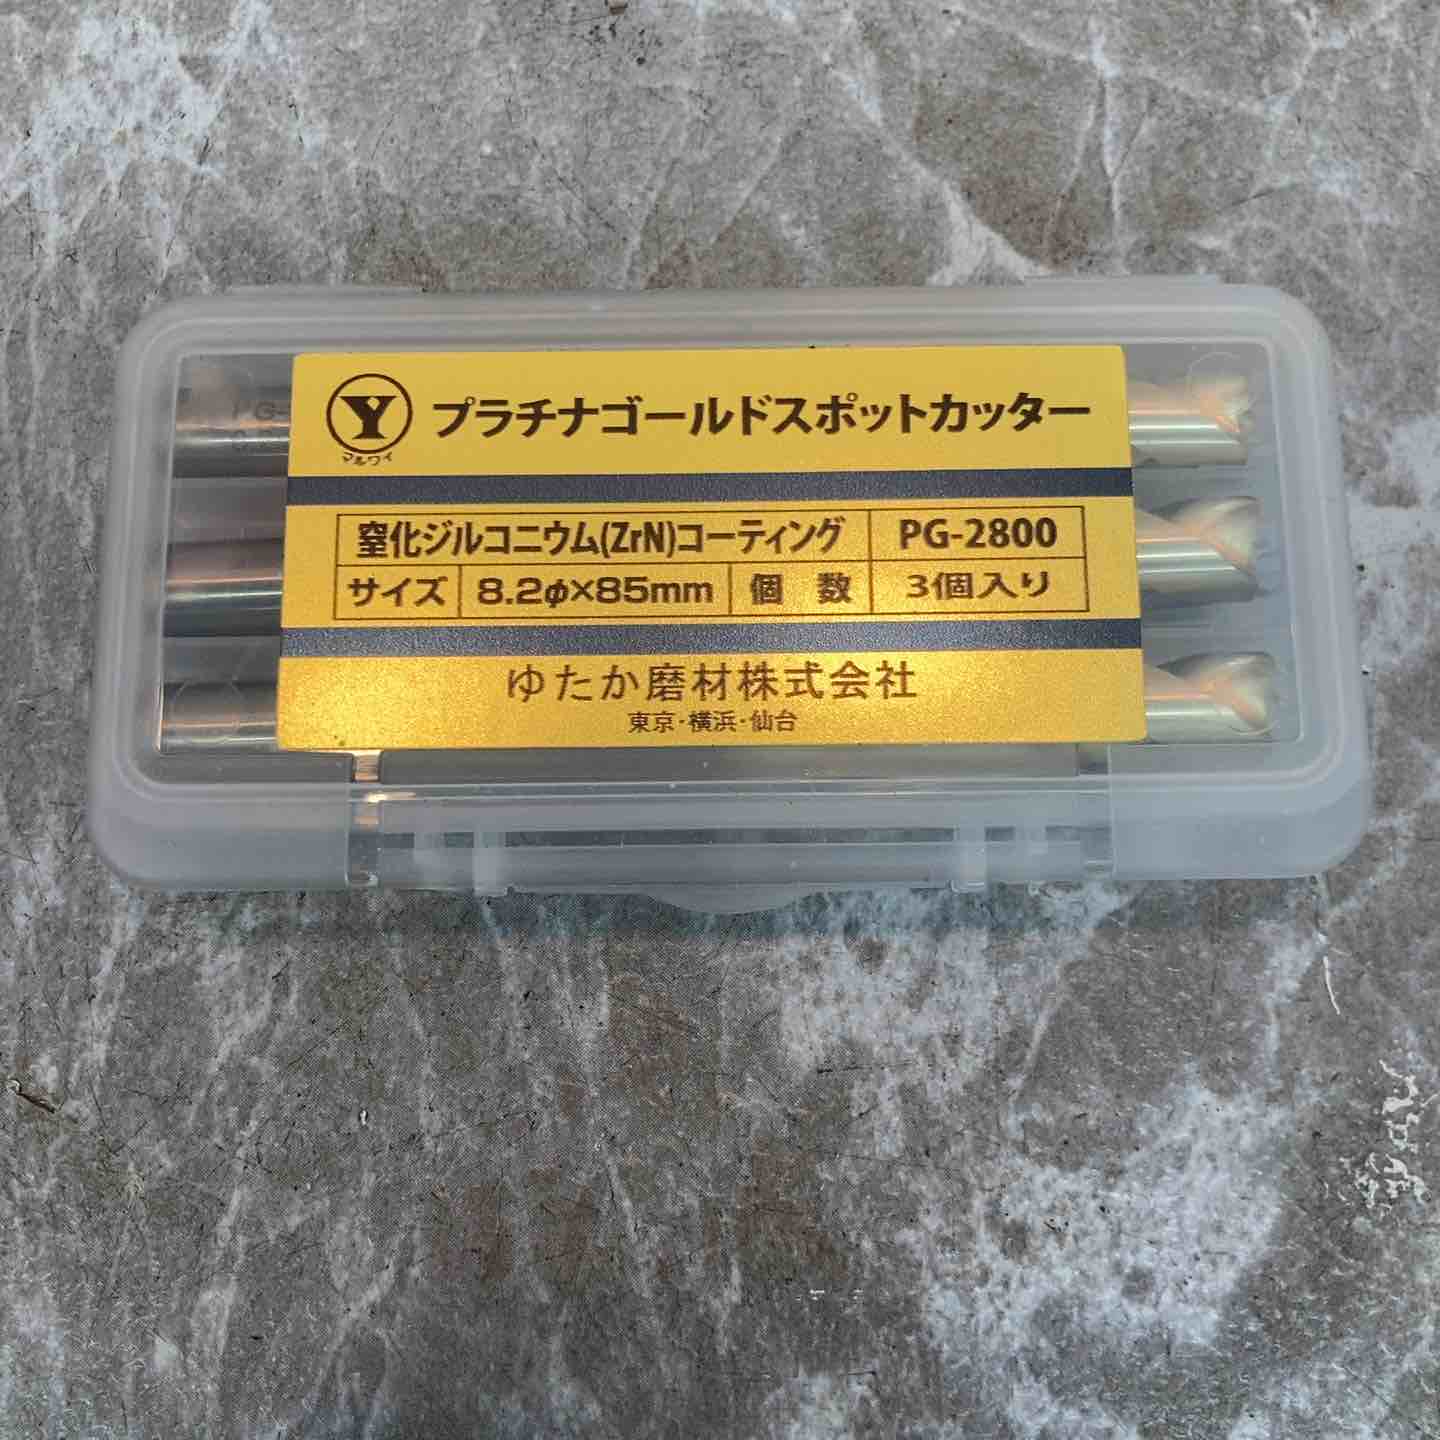 Y プラチナゴールドスポットカッター
マルワイ
窒化ジルコニウム(ZrN)コーティング PG-2800
サイズ 8.2φ×85mm 個 数 3個入り
ゆたか磨材株式会社
東京・横浜・仙台